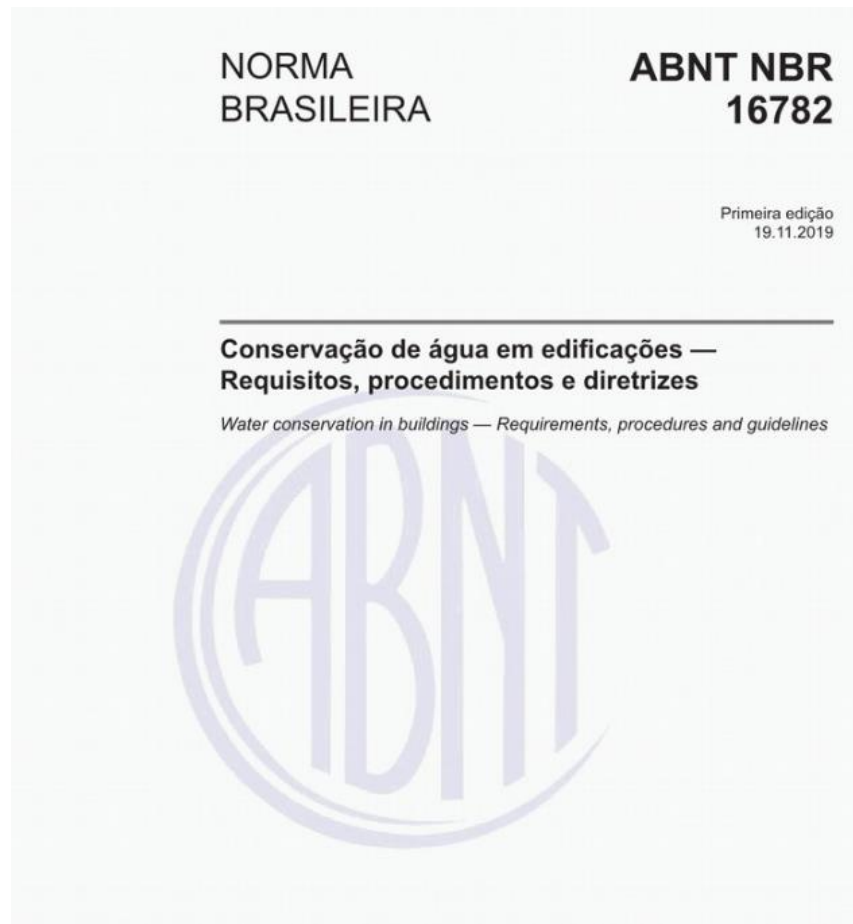 NORMA
BRASILEIRA
ABNT NBR
16782
Primeira edição
19.11.2019
Conservação de água em edificações —
Requisitos, procedimentos e diretrizes
Water conservation in buildings — Requirements, procedures and guidelines
ABNT